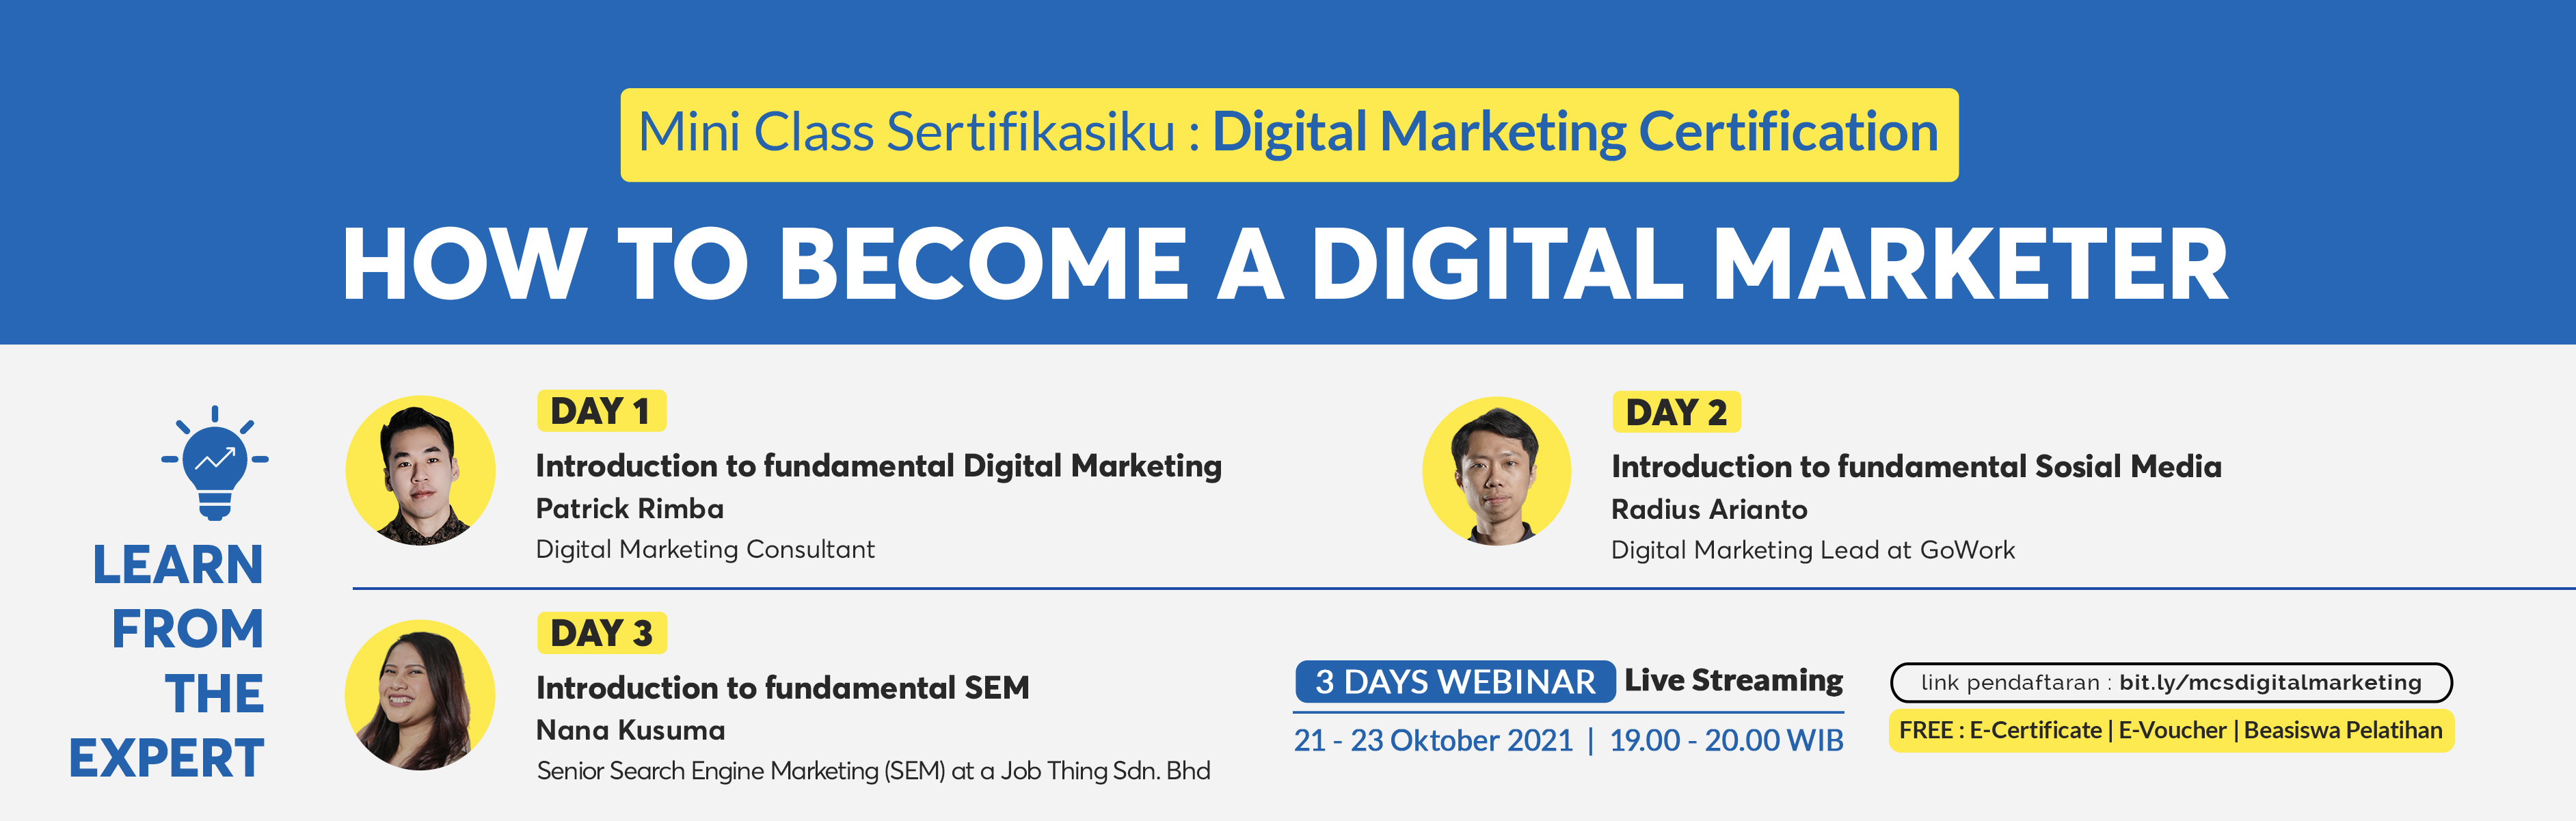 Mini Class Sertifikasiku : Digital Marketing Certification
HOW TO BECOME A DIGITAL MARKETER
LEARN
FROM
THE
EXPERT
DAY 1
Introduction to fundamental Digital Marketing
Patrick Rimba
Digital Marketing Consultant
DAY 2
Introduction to fundamental Sosial Media
Radius Arianto
Digital Marketing Lead at GoWork
DAY 3
Introduction to fundamental SEM
Nana Kusuma
Senior Search Engine Marketing (SEM) at a Job Thing Sdn. Bhd
3 DAYS WEBINAR Live Streaming
21 - 23 Oktober 2021 | 19.00 - 20.00 WIB
link pendaftaran : bit.ly/mcsdigitalmarketing
FREE : E-Certificate | E-Voucher | Beasiswa Pelatihan